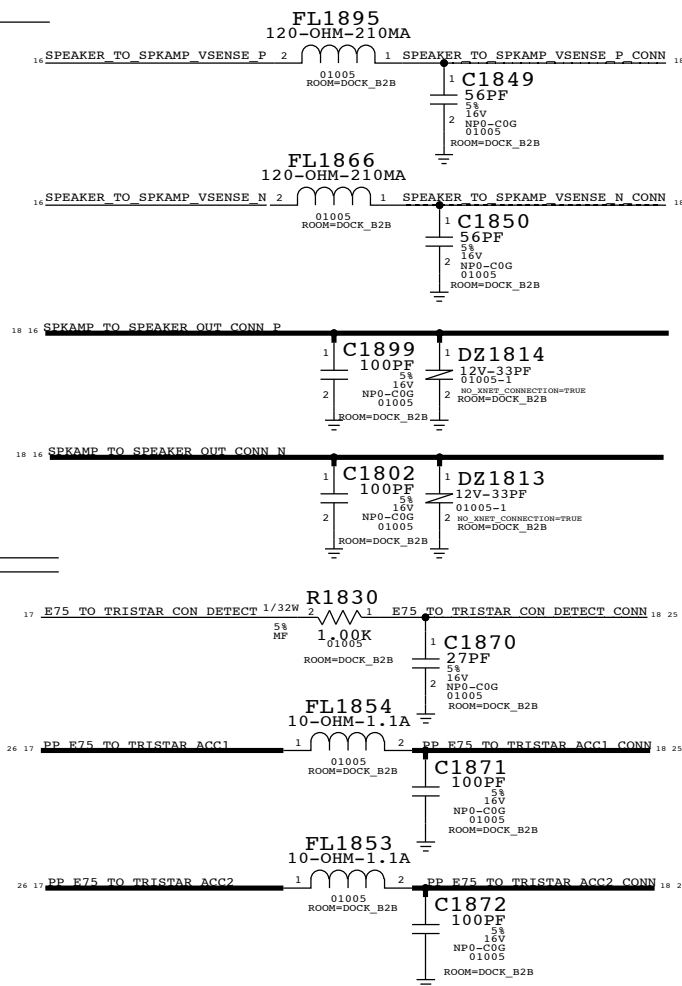 FL1895
120-OHM-210MA
16 SPEAKER_TO_SPKAMP_VSENSE_P 2 1 SPEAKER_TO_SPKAMP_VSENSE_P_CONN 18
01005
ROOM=DOCK_B2B
1 C1849
56PF
5%
16V
2 NP0-C0G
01005
ROOM=DOCK_B2B
FL1866
120-OHM-210MA
16 SPEAKER_TO_SPKAMP_VSENSE_N 2 1 SPEAKER_TO_SPKAMP_VSENSE_N_CONN 18
01005
ROOM=DOCK_B2B
1 C1850
56PF
5%
16V
2 NP0-C0G
01005
ROOM=DOCK_B2B
18 16 SPKAMP_TO_SPEAKER_OUT_CONN_P
1 C1899
100PF
5%
16V
2 NP0-C0G
01005
ROOM=DOCK_B2B
1 DZ1814
12V-33PF
01005-1
2 NO_XNET_CONNECTION=TRUE
ROOM=DOCK_B2B
18 16 SPKAMP_TO_SPEAKER_OUT_CONN_N
1 C1802
100PF
5%
16V
2 NP0-C0G
01005
ROOM=DOCK_B2B
1 DZ1813
12V-33PF
01005-1
2 NO_XNET_CONNECTION=TRUE
ROOM=DOCK_B2B
R1830
17 E75_TO_TRISTAR_CON_DETECT 1/32W 2 1 E75_TO_TRISTAR_CON_DETECT_CONN 18 25
5%
MF
1.00K
01005
ROOM=DOCK_B2B
1 C1870
27PF
5%
16V
2 NP0-C0G
01005
ROOM=DOCK_B2B
FL1854
10-OHM-1.1A
26 17 PP_E75_TO_TRISTAR_ACC1 1 2 PP_E75_TO_TRISTAR_ACC1_CONN 18 25
01005
ROOM=DOCK_B2B
C1871
100PF
5%
16V
NP0-C0G
01005
ROOM=DOCK_B2B
FL1853
10-OHM-1.1A
26 17 PP_E75_TO_TRISTAR_ACC2 1 2 PP_E75_TO_TRISTAR_ACC2_CONN 18 2
01005
ROOM=DOCK_B2B
C1872
100PF
5%
16V
NP0-C0G
01005
ROOM=DOCK_B2B